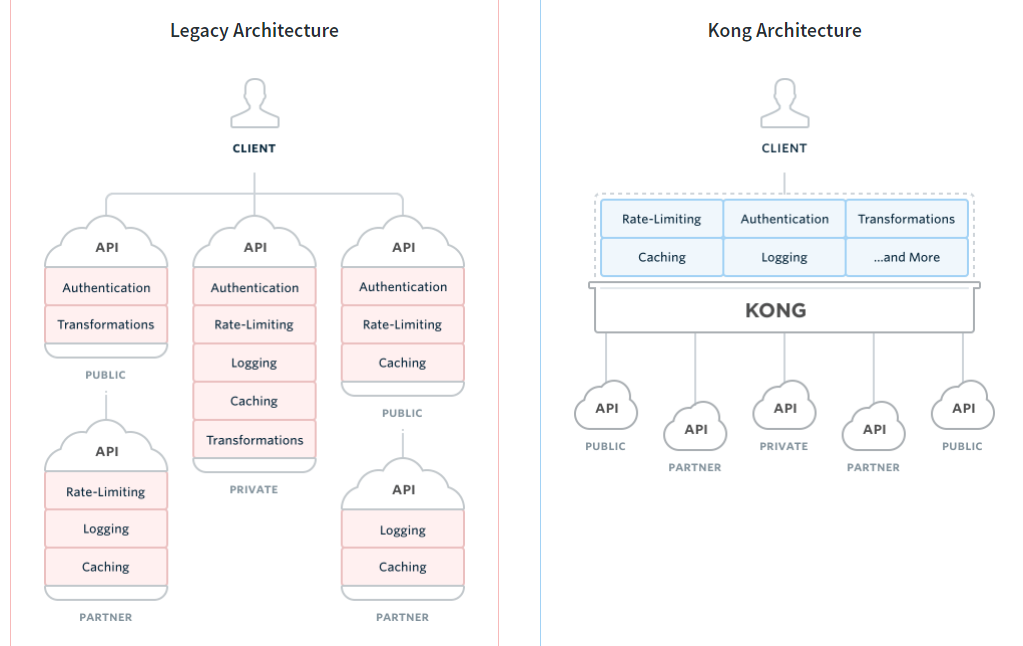 Legacy Architecture
CLIENT
API
Authentication
Transformations
PUBLIC
API
Rate-Limiting
Logging
Caching
PARTNER
API
Authentication
Rate-Limiting
Logging
Caching
Transformations
PRIVATE
API
Authentication
Rate-Limiting
Caching
PUBLIC
API
Logging
Caching
PARTNER
Kong Architecture
CLIENT
Rate-Limiting
Authentication
Transformations
Caching
Logging
...and More
KONG
API
PUBLIC
API
PARTNER
API
PRIVATE
API
PARTNER
API
PUBLIC